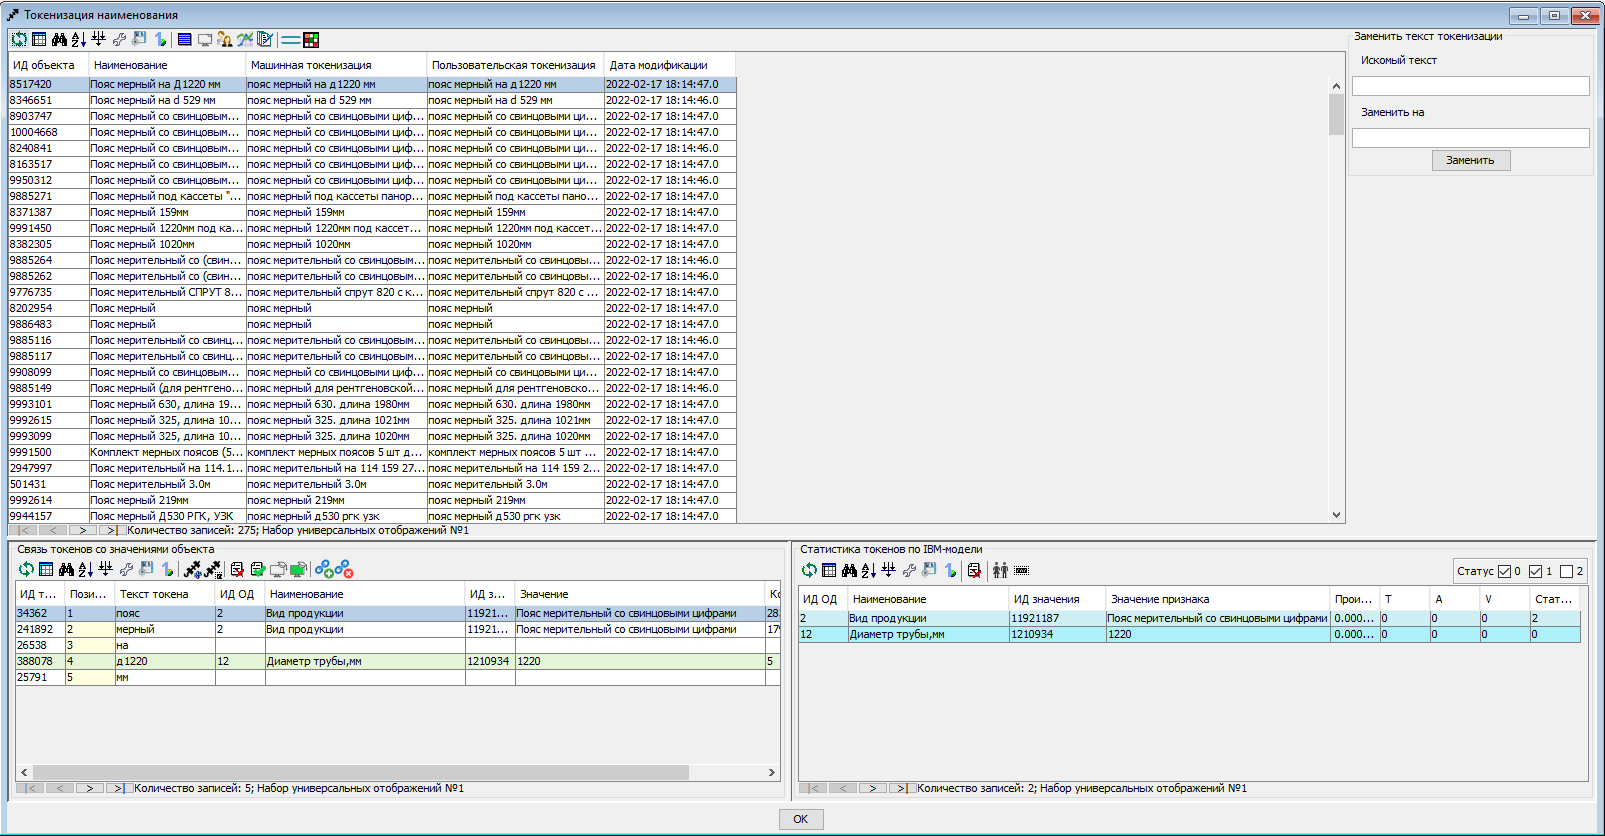 Токенизация наименования
ИД объекта Наименование Машинная токенизация Пользовательская токенизация Дата модификации
8517420 Пояс мерный на Д1220 мм пояс мерный на д1220 мм пояс мерный на д1220 мм 2022-02-17 18:14:47.0
8346651 Пояс мерный на d 529 мм пояс мерный на d 529 мм пояс мерный на d 529 мм 2022-02-17 18:14:46.0
8903747 Пояс мерный со свинцовым... пояс мерный со свинцовыми циф... пояс мерный со свинцовыми ци... 2022-02-17 18:14:47.0
10004668 Пояс мерный со свинцовым... пояс мерный со свинцовыми циф... пояс мерный со свинцовыми ци... 2022-02-17 18:14:47.0
8240841 Пояс мерный со свинцовым... пояс мерный со свинцовыми циф... пояс мерный со свинцовыми ци... 2022-02-17 18:14:46.0
8163517 Пояс мерный со свинцовым... пояс мерный со свинцовыми циф... пояс мерный со свинцовыми ци... 2022-02-17 18:14:47.0
9950312 Пояс мерный со свинцовым... пояс мерный со свинцовыми циф... пояс мерный со свинцовыми ци... 2022-02-17 18:14:46.0
9885271 Пояс мерный под кассеты "... пояс мерный под кассеты панор... пояс мерный под кассеты пано... 2022-02-17 18:14:47.0
8371387 Пояс мерный 159мм пояс мерный 159мм пояс мерный 159мм 2022-02-17 18:14:47.0
9991450 Пояс мерный 1220мм под ка... пояс мерный 1220мм под кассет... пояс мерный 1220мм под кассет... 2022-02-17 18:14:47.0
8382305 Пояс мерный 1020мм пояс мерный 1020мм пояс мерный 1020мм 2022-02-17 18:14:47.0
9885264 Пояс мерительный со (свин... пояс мерительный со свинцовым... пояс мерительный со свинцовы... 2022-02-17 18:14:46.0
9885262 Пояс мерительный со (свин... пояс мерительный со свинцовым... пояс мерительный со свинцовы... 2022-02-17 18:14:46.0
9776735 Пояс мерительный СПРУТ 8... пояс мерительный спрут 820 с к... пояс мерительный спрут 820 с ... 2022-02-17 18:14:47.0
8202954 Пояс мерный пояс мерный пояс мерный 2022-02-17 18:14:47.0
9886483 Пояс мерный пояс мерный пояс мерный 2022-02-17 18:14:47.0
9885116 Пояс мерительный со свинц... пояс мерительный со свинцовым... пояс мерительный со свинцовы... 2022-02-17 18:14:46.0
9885117 Пояс мерительный со свинц... пояс мерительный со свинцовым... пояс мерительный со свинцовы... 2022-02-17 18:14:47.0
9908099 Пояс мерный со свинцовым... пояс мерный со свинцовыми циф... пояс мерный со свинцовыми ци... 2022-02-17 18:14:47.0
9885149 Пояс мерный (для рентгено... пояс мерный для рентгеновской... пояс мерный для рентгеновско... 2022-02-17 18:14:46.0
9993101 Пояс мерный 630, длина 19... пояс мерный 630. длина 1980мм пояс мерный 630. длина 1980мм 2022-02-17 18:14:47.0
9992615 Пояс мерный 325, длина 10... пояс мерный 325. длина 1021мм пояс мерный 325. длина 1021мм 2022-02-17 18:14:47.0
9993099 Пояс мерный 325, длина 10... пояс мерный 325. длина 1020мм пояс мерный 325. длина 1020мм 2022-02-17 18:14:47.0
9991500 Комплект мерных поясов (5... комплект мерных поясов 5 шт д... комплект мерных поясов 5 шт ... 2022-02-17 18:14:47.0
2947997 Пояс мерительный на 114.1... пояс мерительный на 114 159 27... пояс мерительный на 114 159 2... 2022-02-17 18:14:47.0
501431 Пояс мерительный 3.0м пояс мерительный 3.0м пояс мерительный 3.0м 2022-02-17 18:14:47.0
9992614 Пояс мерный 219мм пояс мерный 219мм пояс мерный 219мм 2022-02-17 18:14:47.0
9944157 Пояс мерный Д530 РГК, УЗК пояс мерный д530 ргк узк пояс мерный д530 ргк узк 2022-02-17 18:14:47.0
Количество записей: 275; Набор универсальных отображений №1
Заменить текст токенизации
Искомый текст
Заменить на
Заменить
Связь токенов со значениями объекта
ИД т... Пози... Текст токена ИД ОД Наименование ИД з... Значение Кс
34362 1 пояс 2 Вид продукции 11921... Пояс мерительный со свинцовыми цифрами 28.
241892 2 мерный 2 Вид продукции 11921... Пояс мерительный со свинцовыми цифрами 179
26538 3 на
388078 4 д1220 12 Диаметр трубы,мм 1210934 1220 5
25791 5 мм
Количество записей: 5; Набор универсальных отображений №1
Статистика токенов по IBM-модели
Статус 0 1 2
ИД ОД Наименование ИД значения Значение признака Прои... T A V Стат...
2 Вид продукции 11921187 Пояс мерительный со свинцовыми цифрами 0.000... 0 0 0 2
12 Диаметр трубы,мм 1210934 1220 0.000... 0 0 0 0
Количество записей: 2; Набор универсальных отображений №1
OK